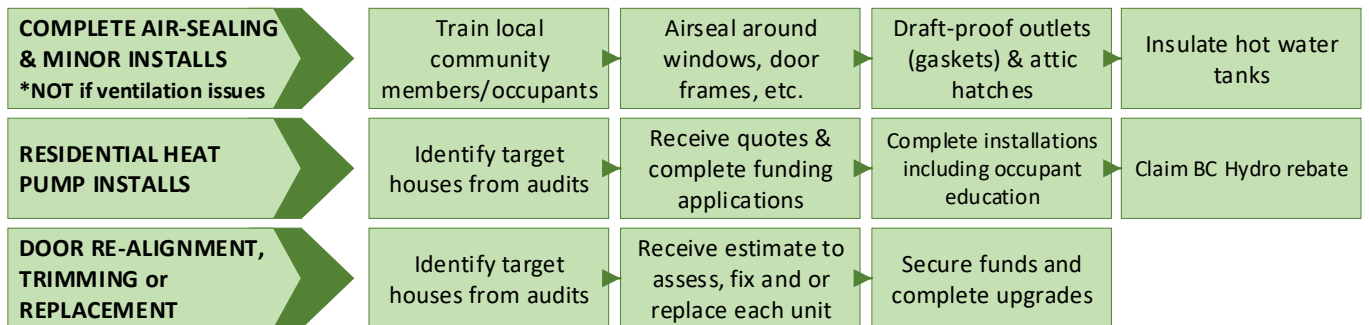 COMPLETE AIR-SEALING
& MINOR INSTALLS
*NOT if ventilation issues
Train local
community
members/occupants
Airseal around
windows, door
frames, etc.
Draft-proof outlets
(gaskets) & attic
hatches
Insulate hot water
tanks
RESIDENTIAL HEAT
PUMP INSTALLS
Identify target
houses from audits
Receive quotes &
complete funding
applications
Complete installations
including occupant
education
Claim BC Hydro rebate
DOOR RE-ALIGNMENT,
TRIMMING or
REPLACEMENT
Identify target
houses from audits
Receive estimate to
assess, fix and or
replace each unit
Secure funds and
complete upgrades